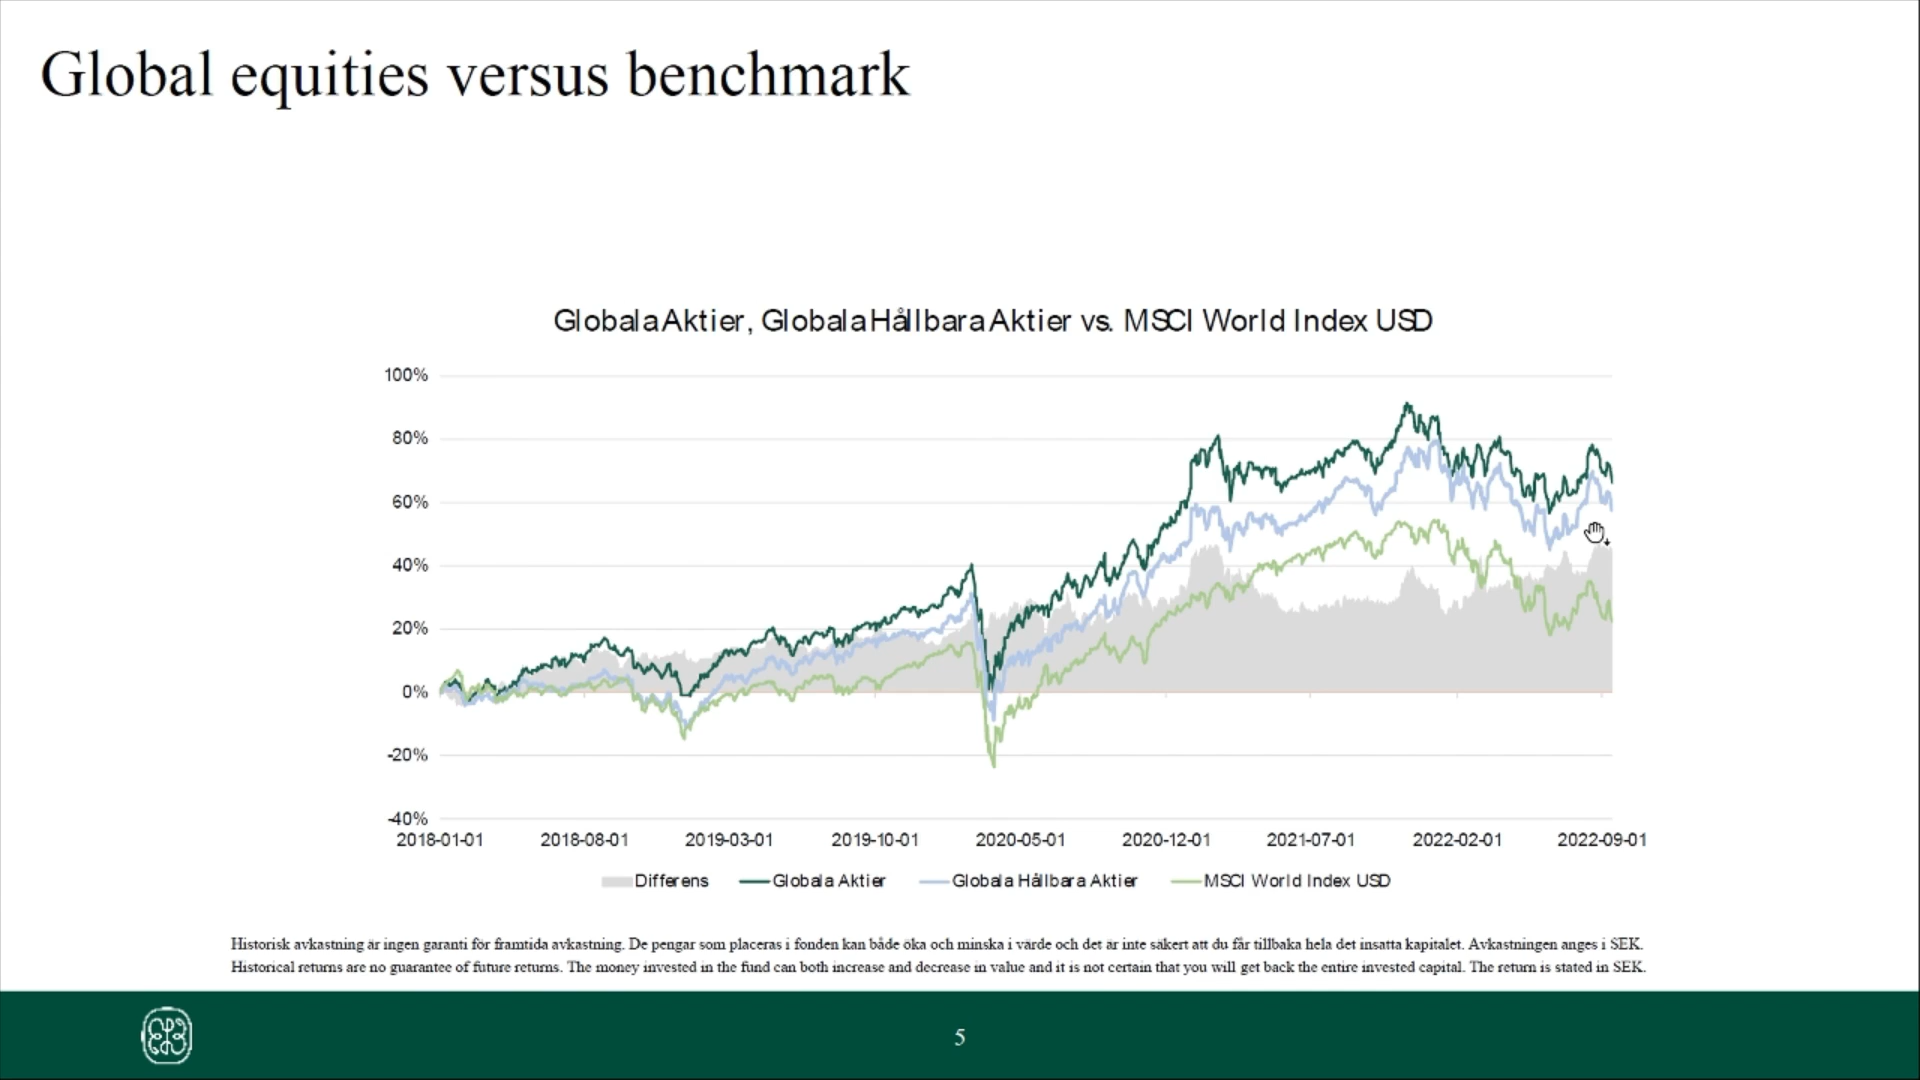 Global equities versus benchmark
Globala Aktier, Globala Hållbara Aktier vs. MSCI World Index USD
100%
80%
60%
40%
20%
0%
-20%
-40%
2018-01-01 2018-08-01 2019-03-01 2019-10-01 2020-05-01 2020-12-01 2021-07-01 2022-02-01 2022-09-01
Differens Globala Aktier Globala Hållbara Aktier MSCI World Index USD
Historisk avkastning är ingen garanti för framtida avkastning. De pengar som placeras i fonden kan både öka och minska i värde och det är inte säkert att du får tillbaka hela det insatta kapitalet. Avkastningen anges i SEK.
Historical returns are no guarantee of future returns. The money invested in the fund can both increase and decrease in value and it is not certain that you will get back the entire invested capital. The return is stated in SEK.
5